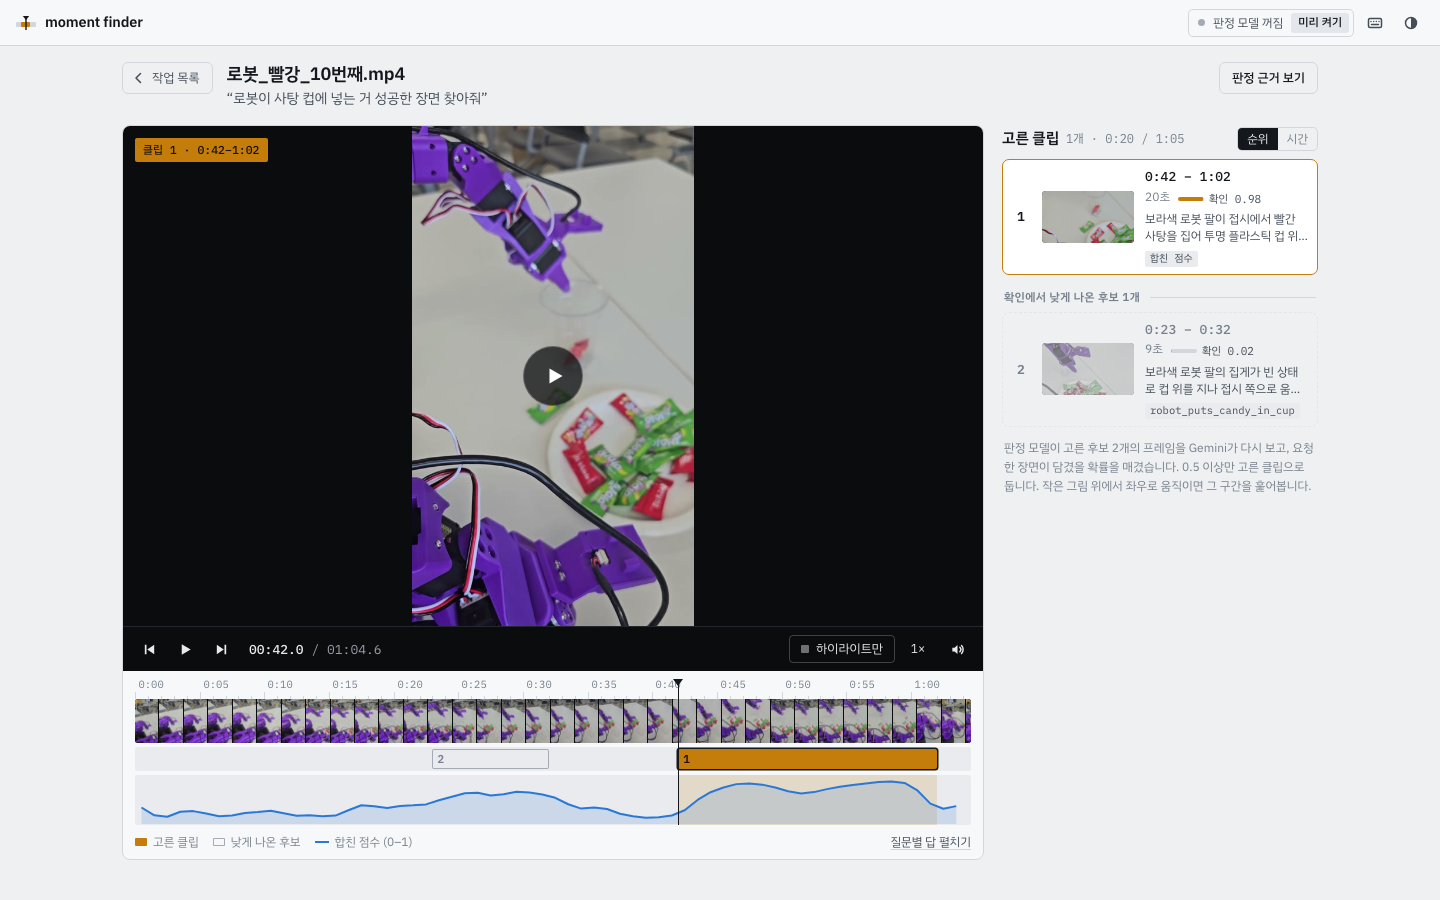 moment finder
판정 모델 꺼짐 미리 켜기
작업 목록
로봇_빨강_10번째.mp4
“로봇이 사탕 컵에 넣는 거 성공한 장면 찾아줘”
판정 근거 보기
클립 1 · 0:42–1:02
00:42.0 / 01:04.6
하이라이트만
1×
0:00 0:05 0:10 0:15 0:20 0:25 0:30 0:35 0:45 0:50 0:55 1:00
2
1
고른 클립 낮게 나온 후보 합친 점수 (0–1)
질문별 답 펼치기
고른 클립 1개 · 0:20 / 1:05
순위 시간
1
0:42 – 1:02
20초 확인 0.98
보라색 로봇 팔이 접시에서 빨간
사탕을 집어 투명 플라스틱 컵 위…
합친 점수
확인에서 낮게 나온 후보 1개
2
0:23 – 0:32
9초 확인 0.02
보라색 로봇 팔의 집게가 빈 상태
로 컵 위를 지나 접시 쪽으로 움…
robot_puts_candy_in_cup
판정 모델이 고른 후보 2개의 프레임을 Gemini가 다시 보고, 요청
한 장면이 담겼을 확률을 매겼습니다. 0.5 이상만 고른 클립으로
둡니다. 작은 그림 위에서 좌우로 움직이면 그 구간을 훑어봅니다.